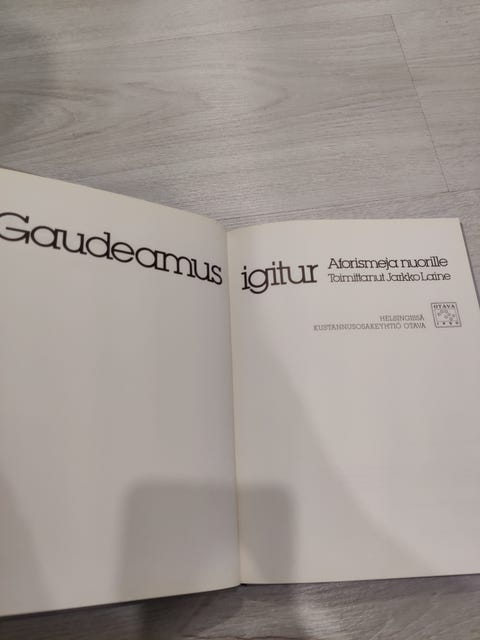 Gaudeamus igitur
Aforismeja nuorille
Toimittanut Jarkko Laine
HELSINGISSÄ
KUSTANNUSOSAKEYHTIÖ OTAVA
OTAVA